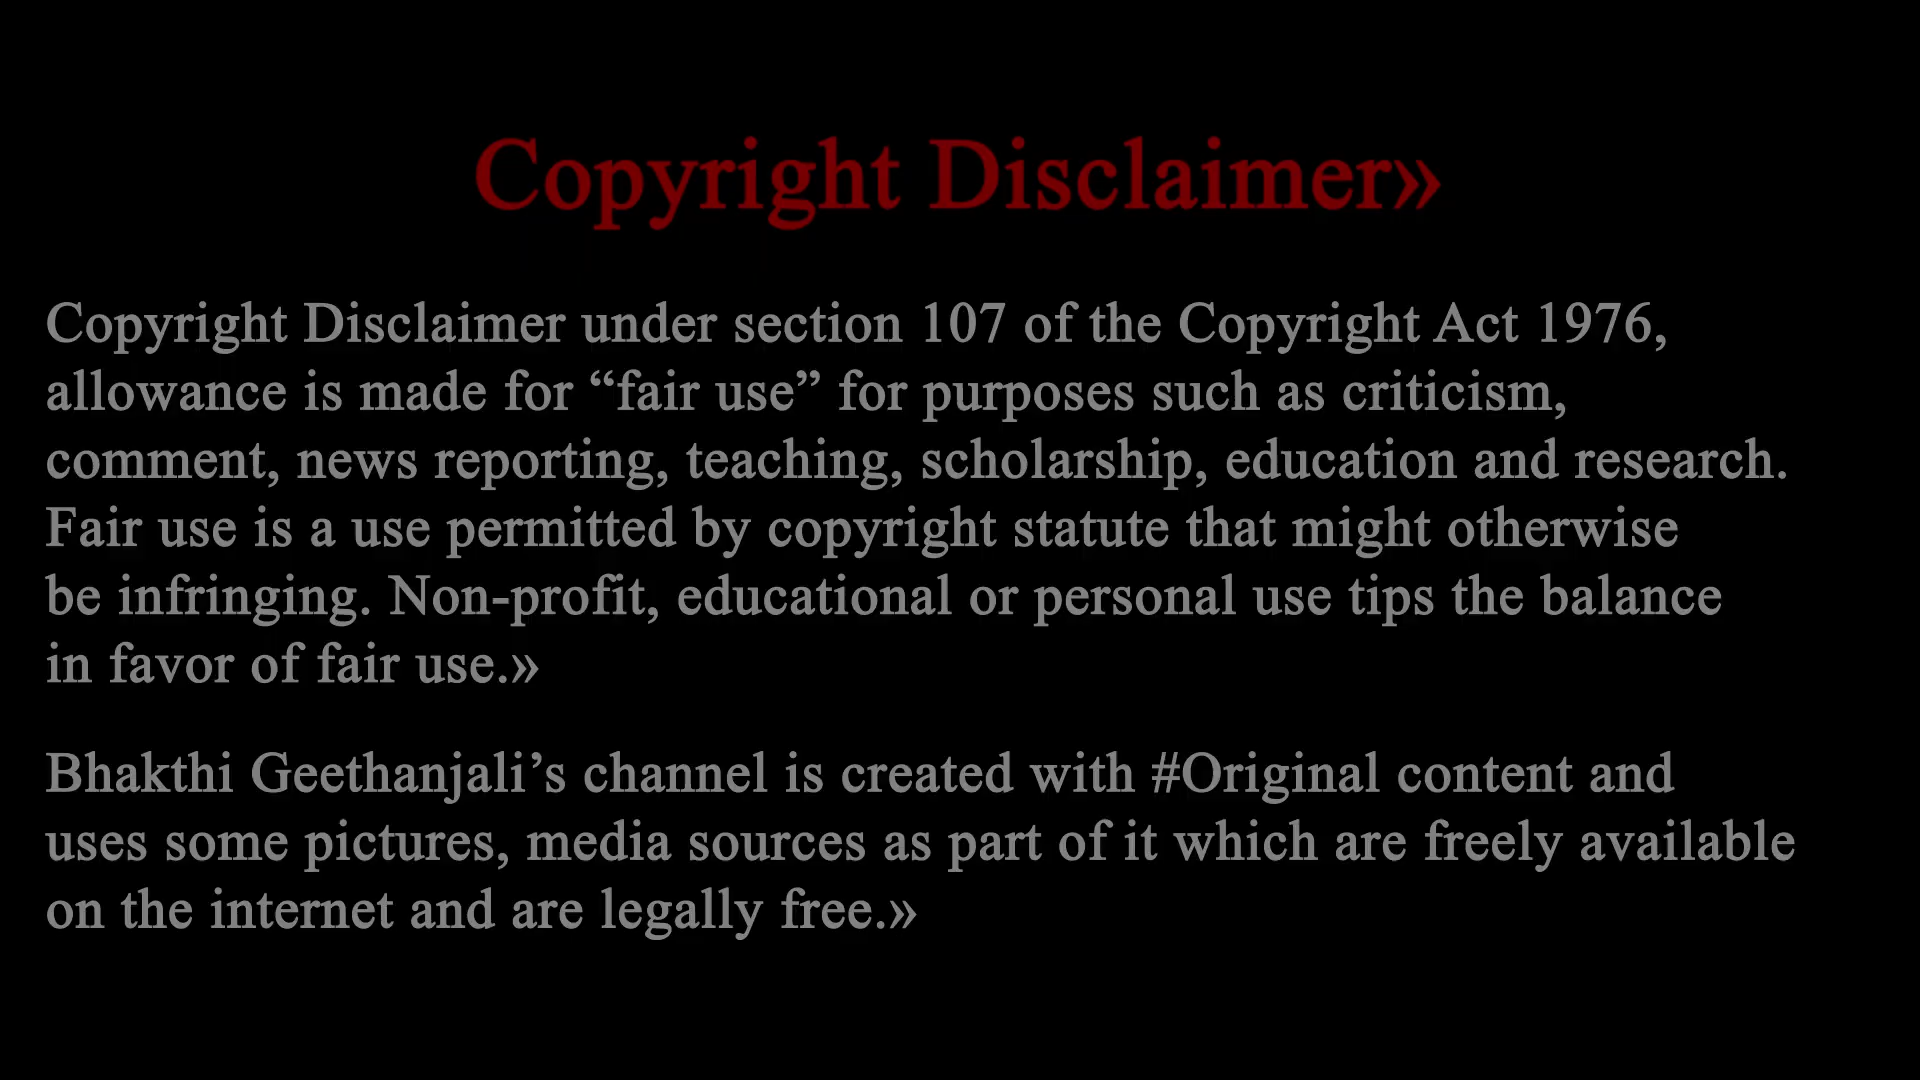 Copyright Disclaimer»
Copyright Disclaimer under section 107 of the Copyright Act 1976,
allowance is made for “fair use” for purposes such as criticism,
comment, news reporting, teaching, scholarship, education and research.
Fair use is a use permitted by copyright statute that might otherwise
be infringing. Non-profit, educational or personal use tips the balance
in favor of fair use.»
Bhakthi Geethanjali’s channel is created with #Original content and
uses some pictures, media sources as part of it which are freely available
on the internet and are legally free.»